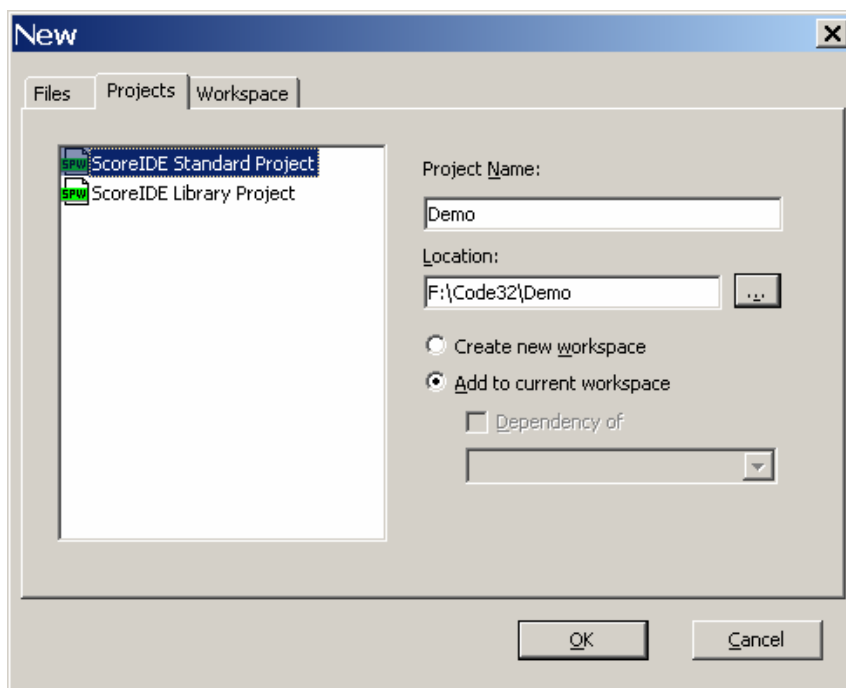 New
Files Projects Workspace
SPW ScoreIDE Standard Project
SPW ScoreIDE Library Project
Project Name:
Demo
Location:
F:\Code32\Demo
...
Create new workspace
Add to current workspace
Dependency of
OK Cancel